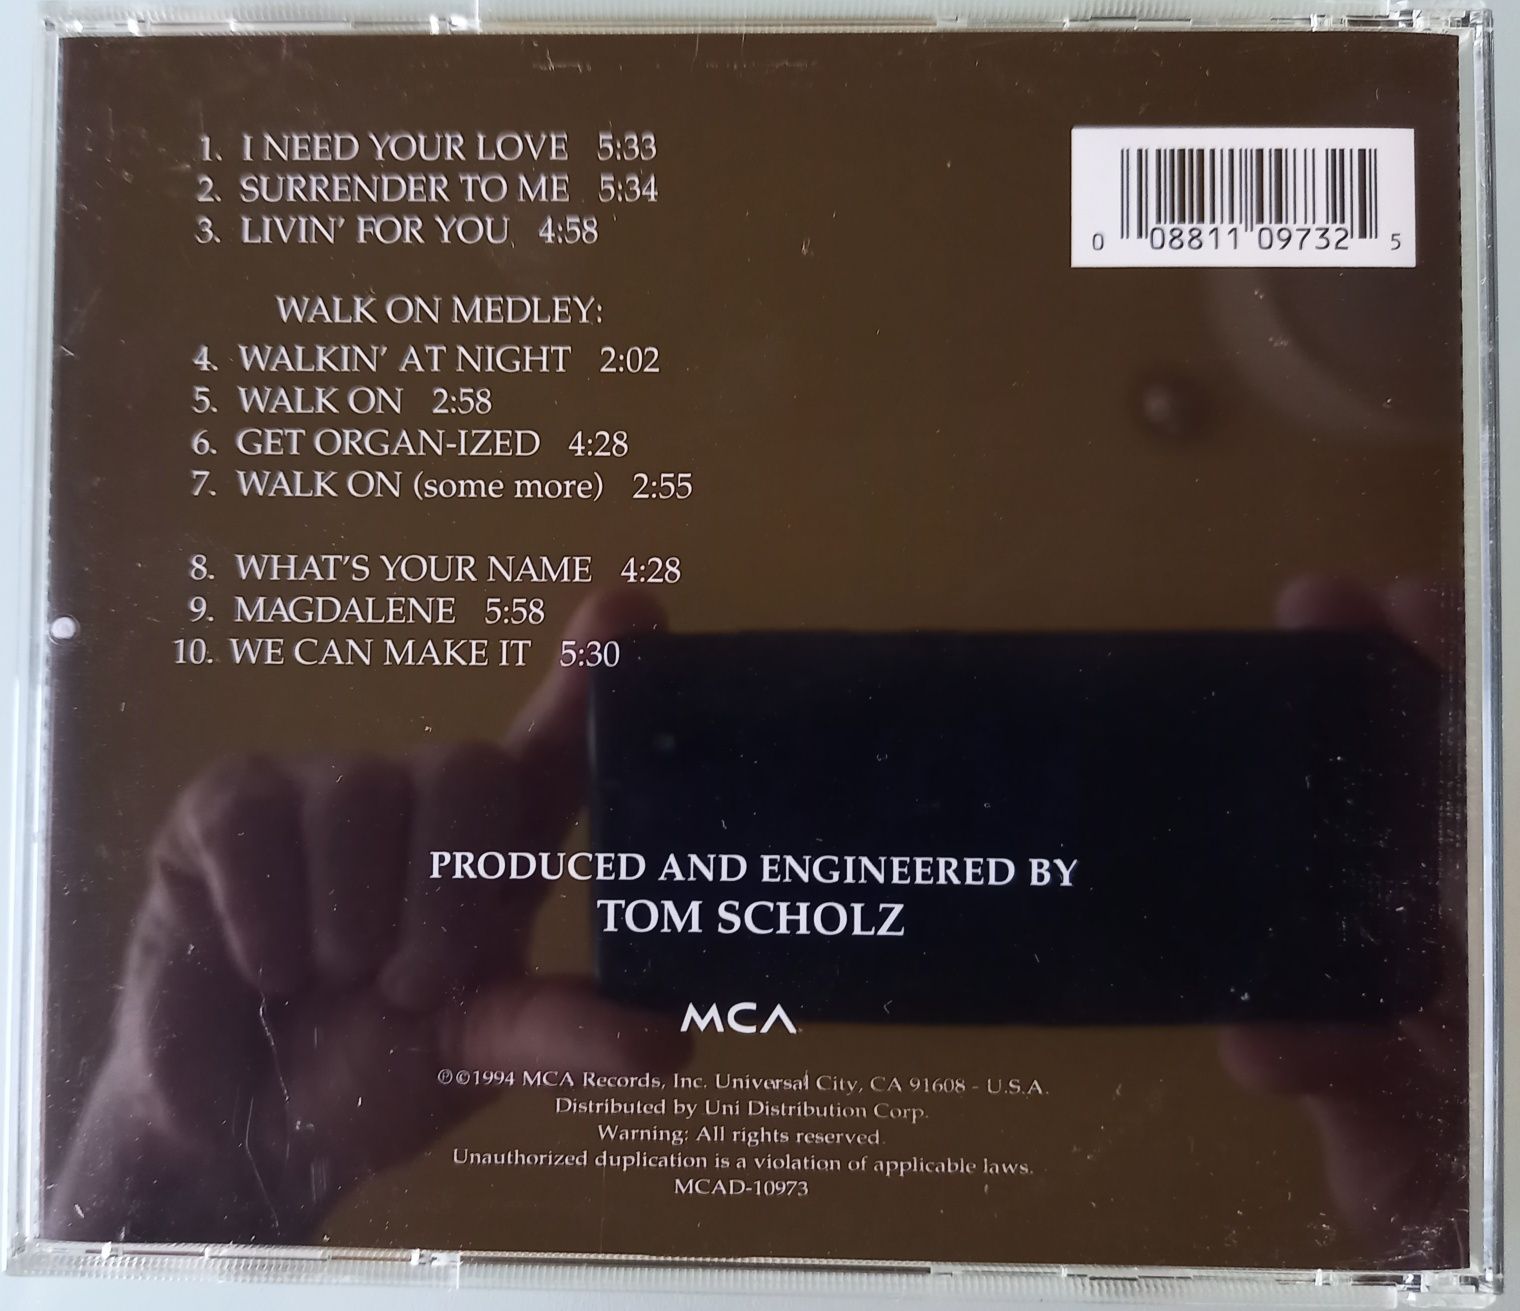 1. I NEED YOUR LOVE 5:33
2. SURRENDER TO ME 5:34
3. LIVIN' FOR YOU 4:58
0 08811 09732 5
WALK ON MEDLEY:
4. WALKIN' AT NIGHT 2:02
5. WALK ON 2:58
6. GET ORGAN-IZED 4:28
7. WALK ON (some more) 2:55
8. WHAT'S YOUR NAME 4:28
9. MAGDALENE 5:58
10. WE CAN MAKE IT 5:30
PRODUCED AND ENGINEERED BY
TOM SCHOLZ
MCA
℗©1994 MCA Records, Inc. Universal City, CA 91608 - U.S.A.
Distributed by Uni Distribution Corp.
Warning: All rights reserved.
Unauthorized duplication is a violation of applicable laws.
MCAD-10973